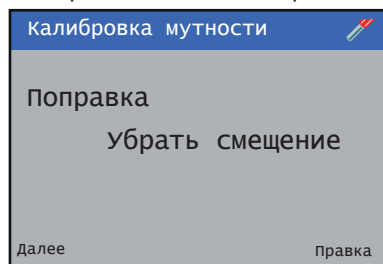 Калибровка мутности
Поправка
Убрать смещение
Далее
Правка